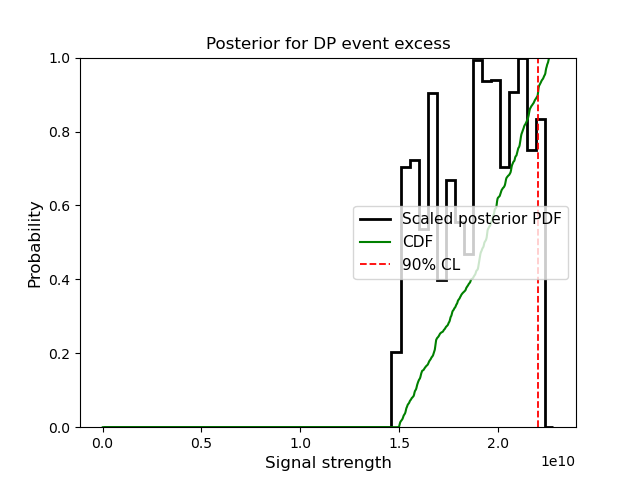 Posterior for DP event excess
1.0
0.8
0.6
0.4
0.2
0.0
Probability
Scaled posterior PDF
CDF
90% CL
0.0 0.5 1.0 1.5 2.0
1e10
Signal strength